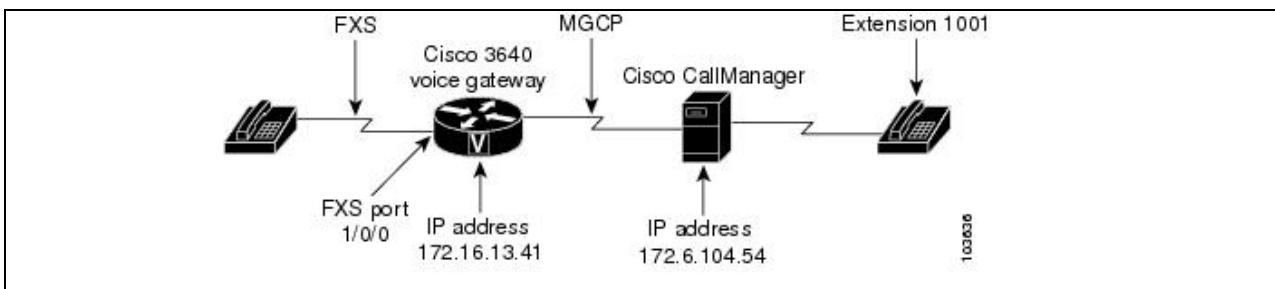 FXS
MGCP
Extension 1001
Cisco 3640
voice gateway
Cisco CallManager
V
FXS port
1/0/0
IP address
172.16.13.41
IP address
172.6.104.54
103636